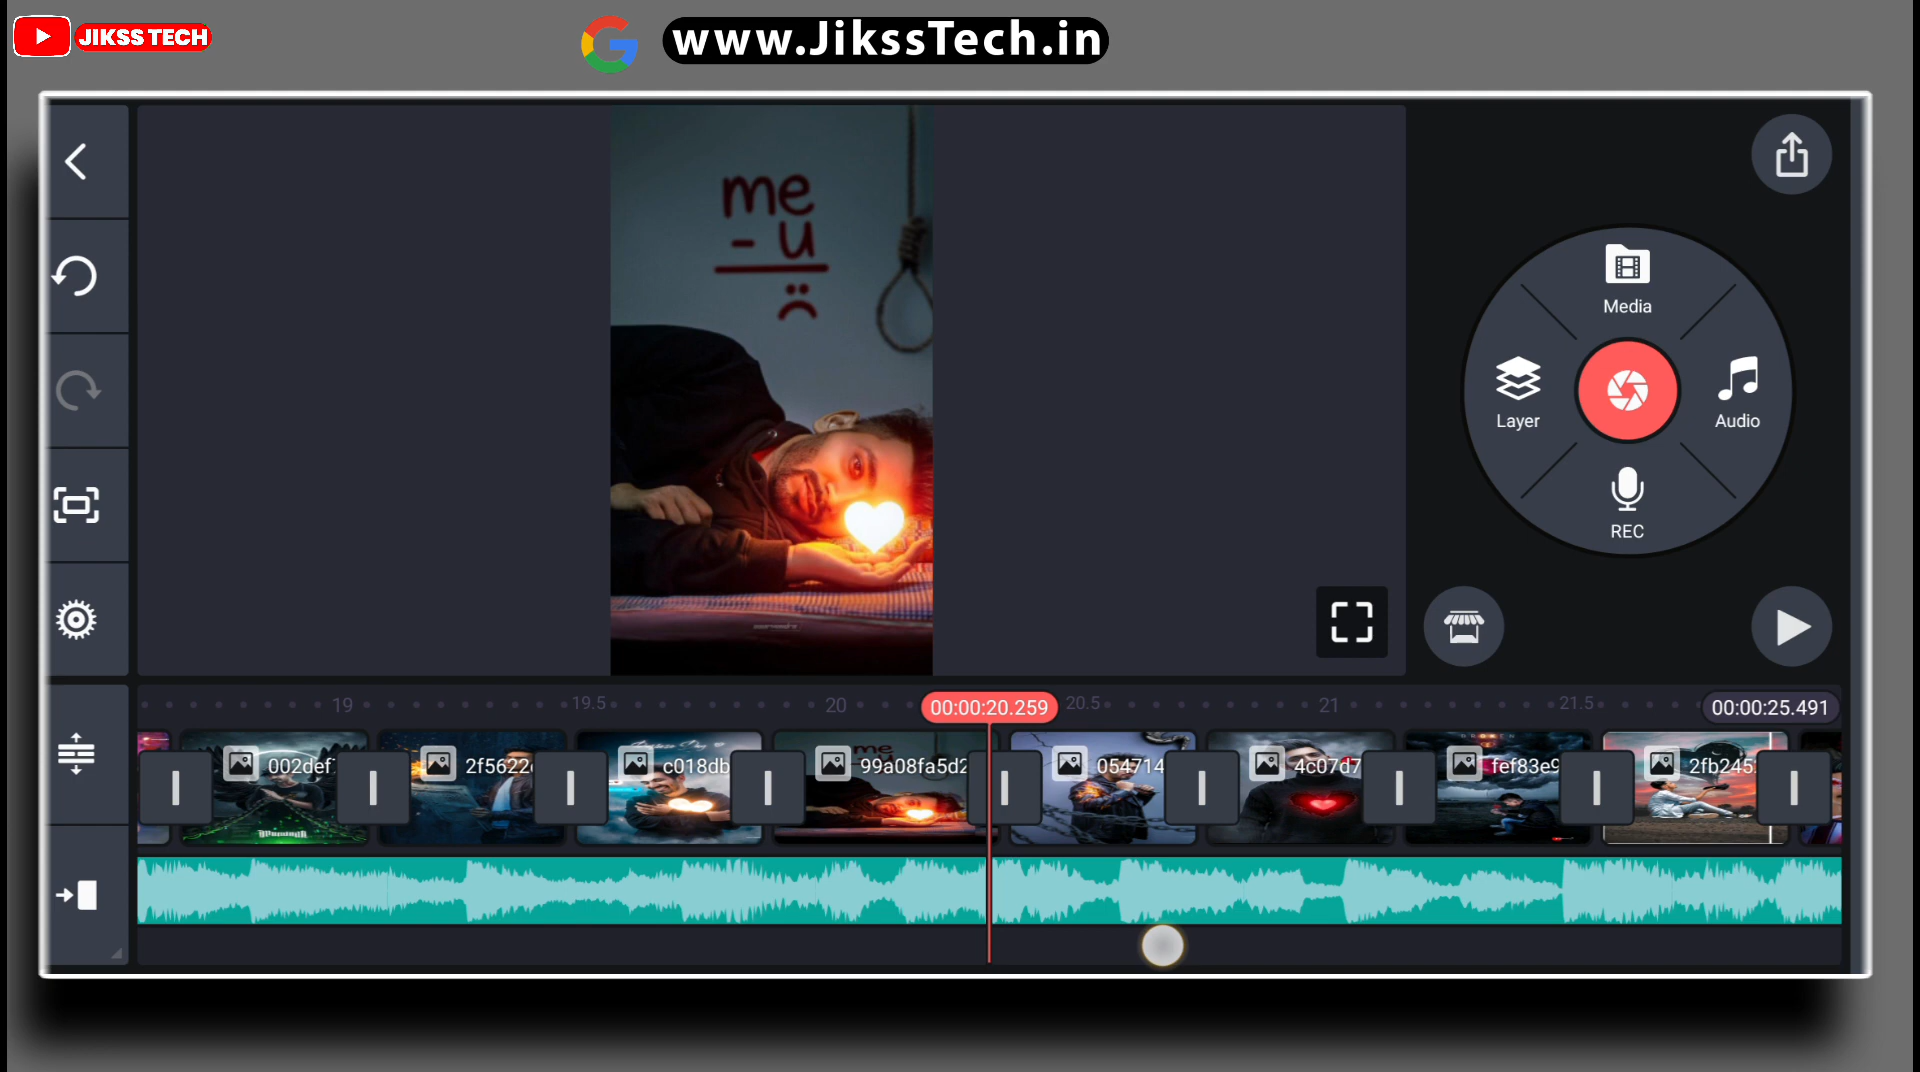 JIKSS TECH
www.JikssTech.in
me
- u
Media
Layer
Audio
REC
19
19.5
20
00:00:20.259
20.5
21
21.5
00:00:25.491
002def
2f5622
c018db
99a08fa5d2
054714
4c07d7
fef83e9
2fb245